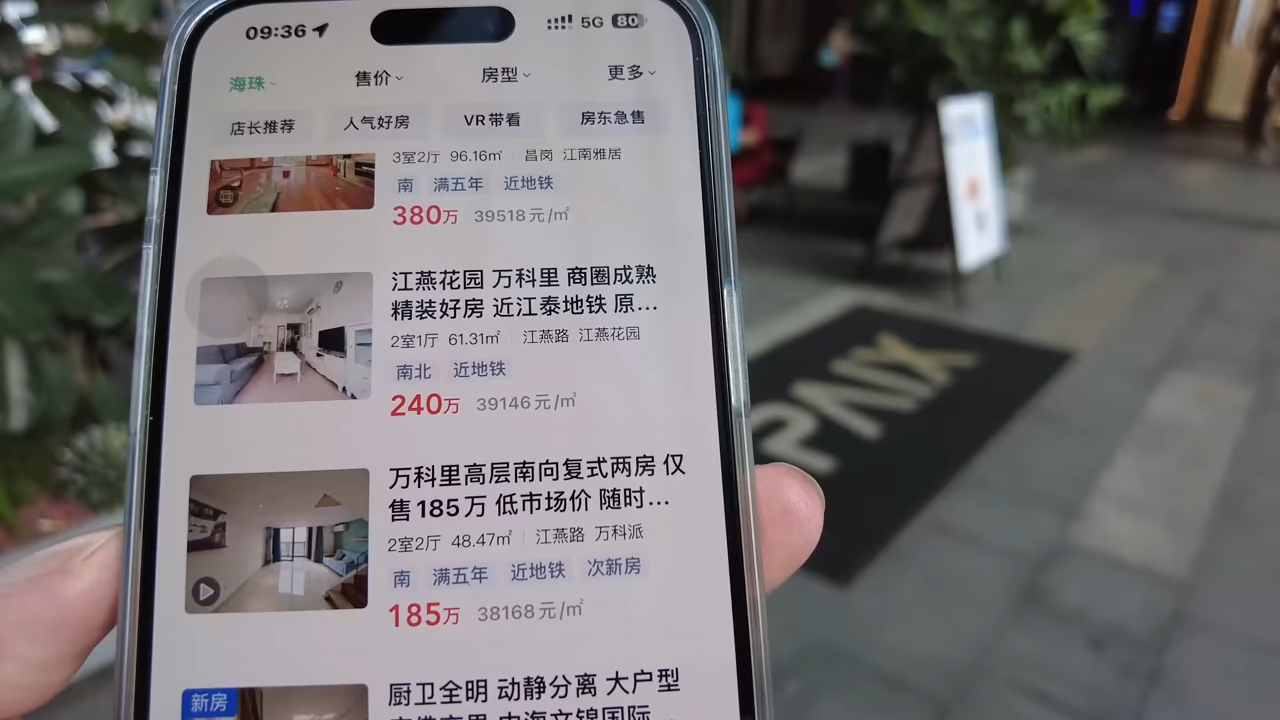 09:36
5G 80
海珠 售价 房型 更多
店长推荐 人气好房 VR带看 房东急售
3室2厅 96.16㎡ 昌岗 江南雅居
南 满五年 近地铁
380万 39518元/㎡
江燕花园 万科里 商圈成熟
精装好房 近江泰地铁 原...
2室1厅 61.31㎡ 江燕路 江燕花园
南北 近地铁
240万 39146元/㎡
万科里高层南向复式两房 仅
售185万 低市场价 随时...
2室2厅 48.47㎡ 江燕路 万科派
南 满五年 近地铁 次新房
185万 38168元/㎡
新房
厨卫全明 动静分离 大户型
PAIX